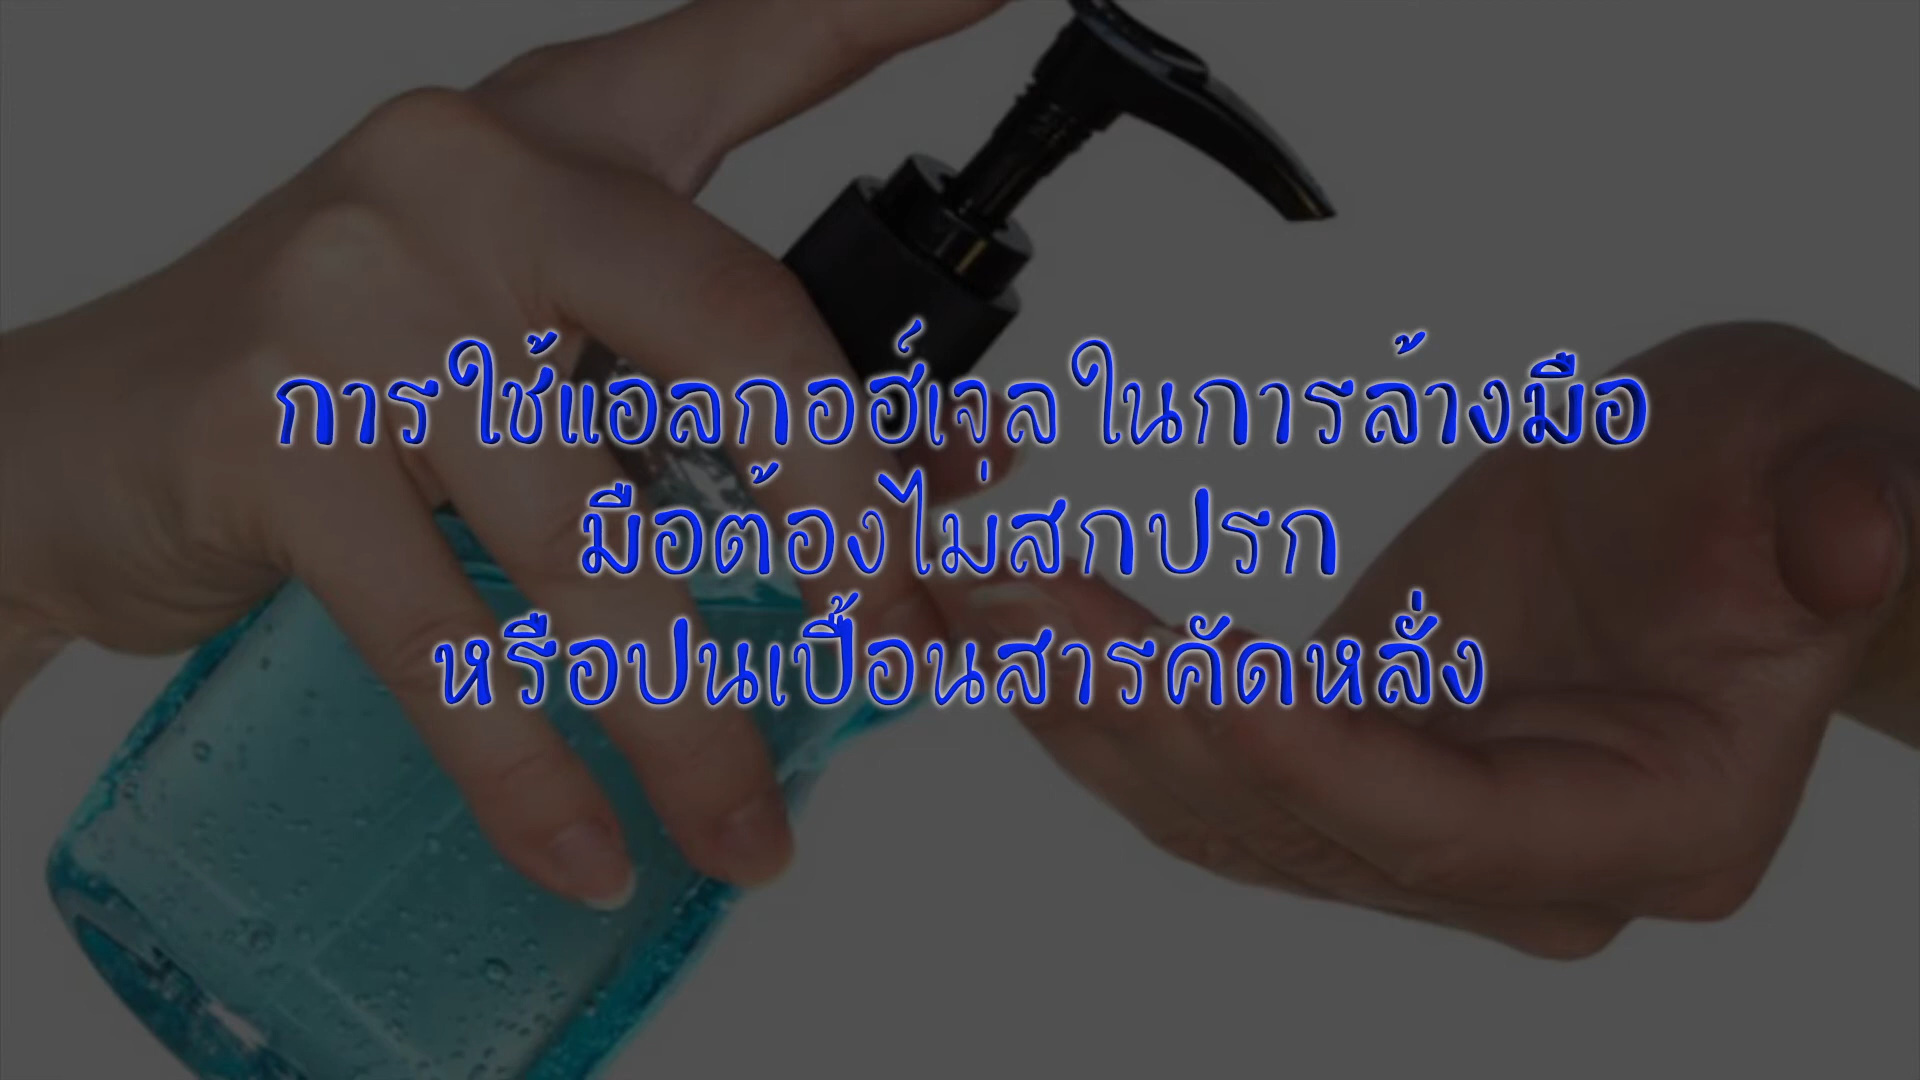 การใช้แอลกอฮ์เจลในการล้างมือ
มือต้องไม่สกปรก
หรือปนเปื้อนสารคัดหลั่ง